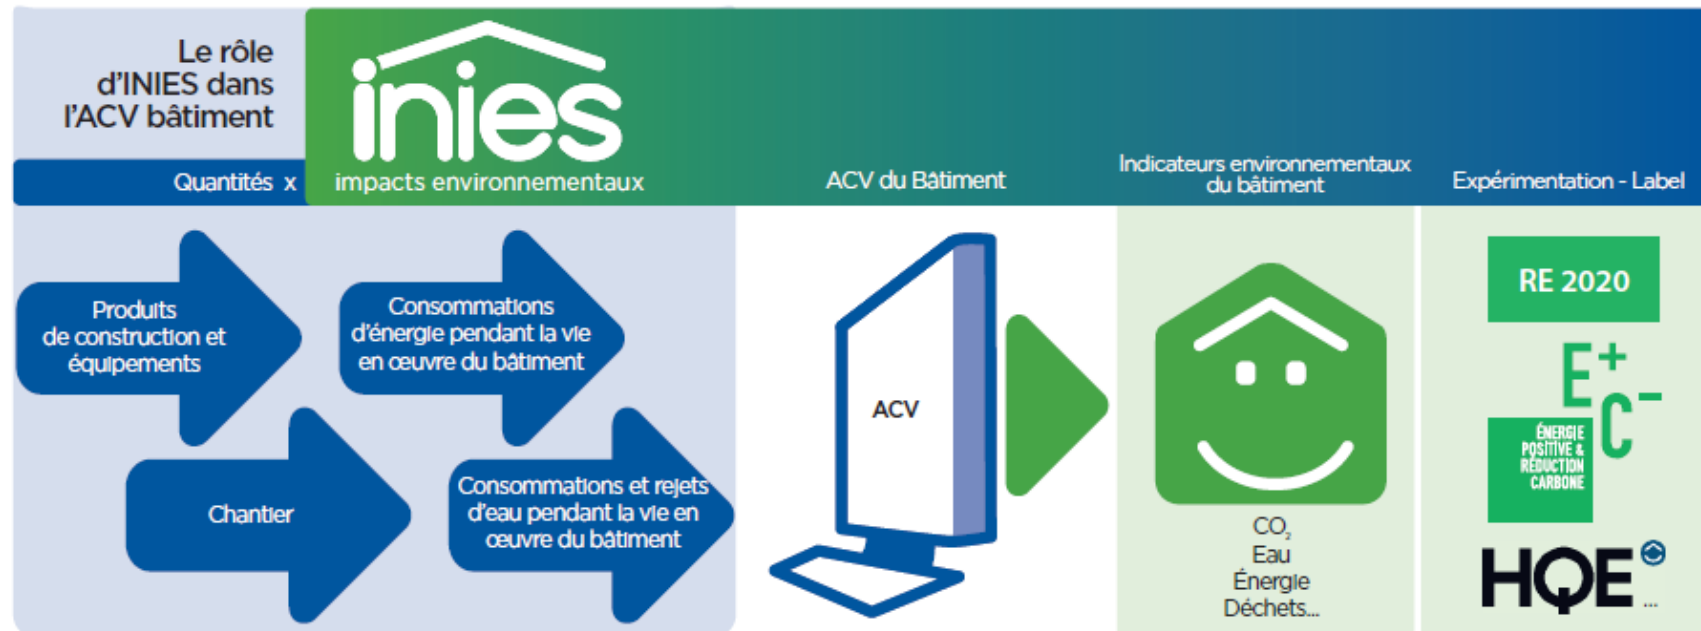 Le rôle
d'INIES dans
l'ACV bâtiment
inies
Quantités x
impacts environnementaux
ACV du Bâtiment
Indicateurs environnementaux
du bâtiment
Expérimentation - Label
Produits
de construction et
équipements
Consommations
d'énergie pendant la vie
en œuvre du bâtiment
Chantier
Consommations et rejets
d'eau pendant la vie en
œuvre du bâtiment
ACV
CO₂
Eau
Énergie
Déchets...
RE 2020
E+
C-
ÉNERGIE
POSITIVE &
RÉDUCTION
CARBONE
HQE
...